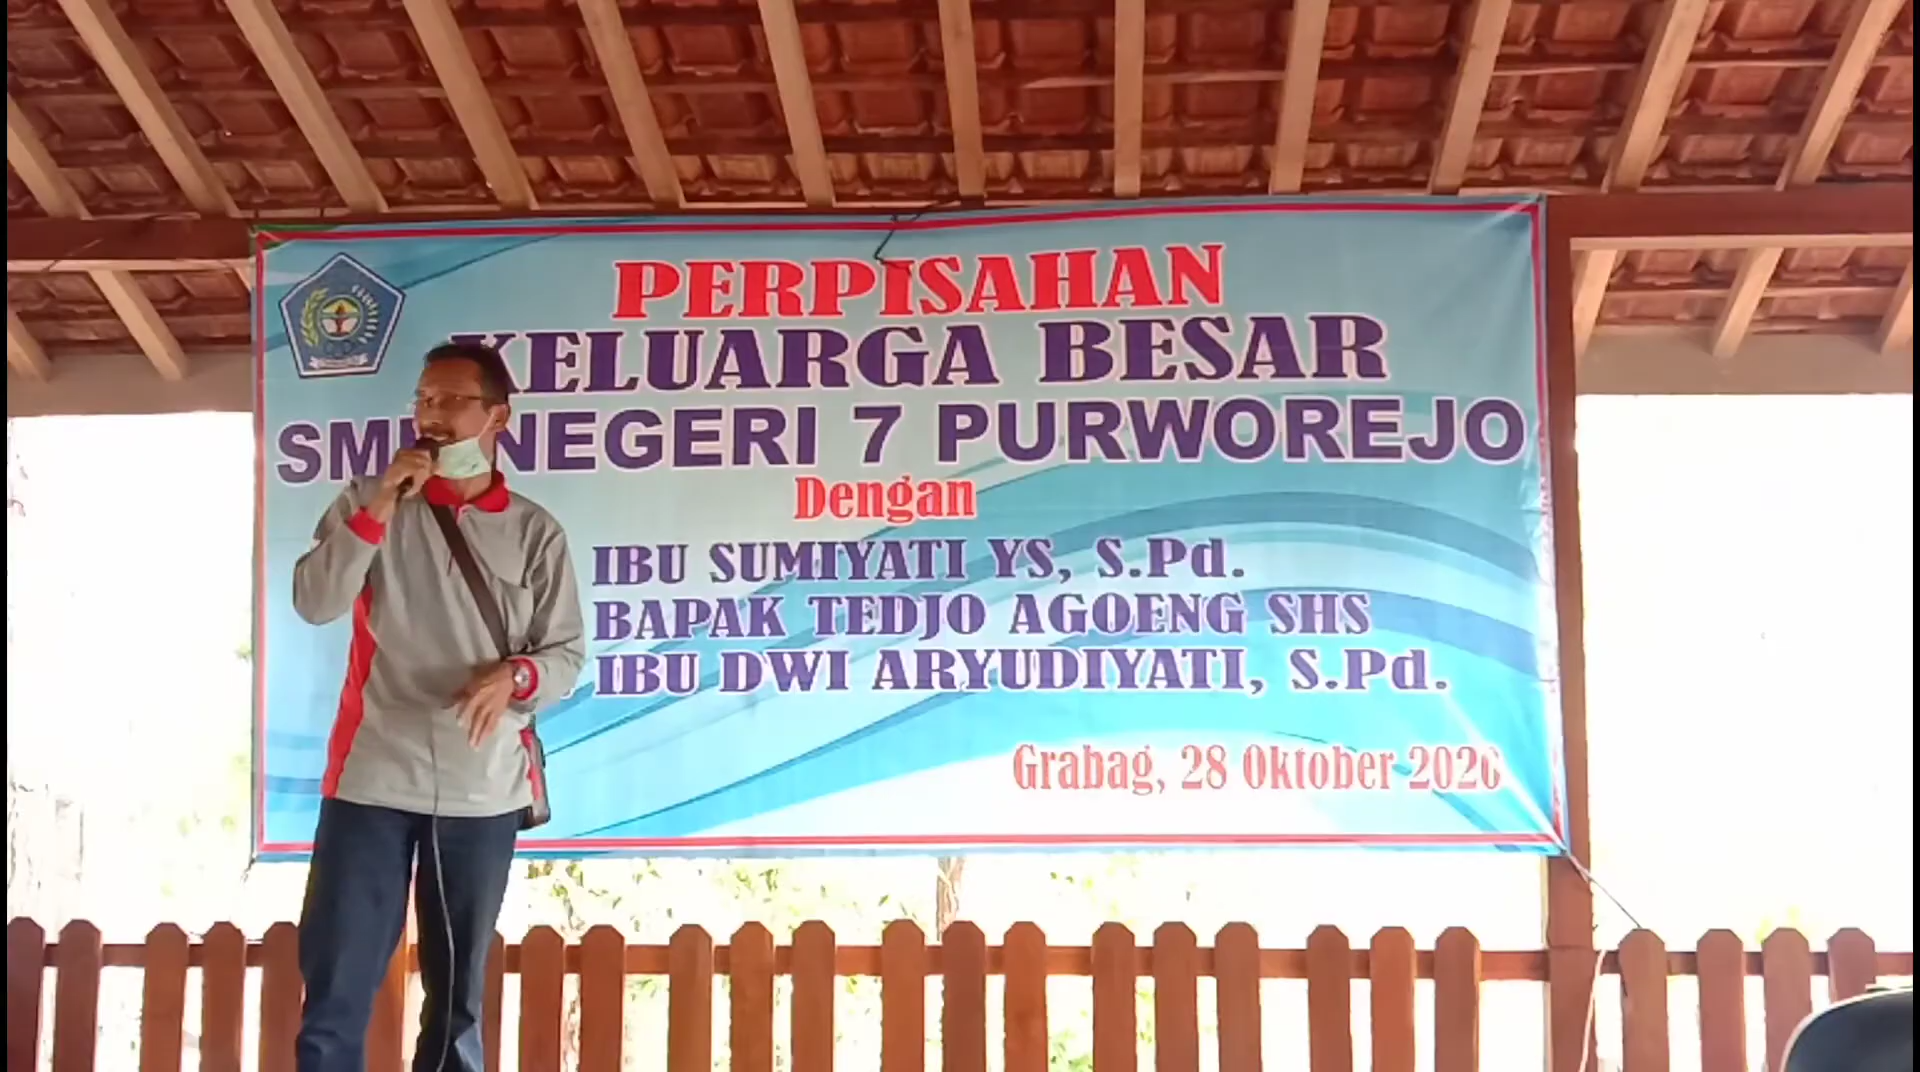 PERPISAHAN
KELUARGA BESAR
NEGERI 7 PURWOREJO
Dengan
IBU SUMIYATI YS, S.Pd.
BAPAK TEDJO AGOENG SHS
IBU DWI ARYUDIYATI, S.Pd.
Grabag, 28 Oktober 2020